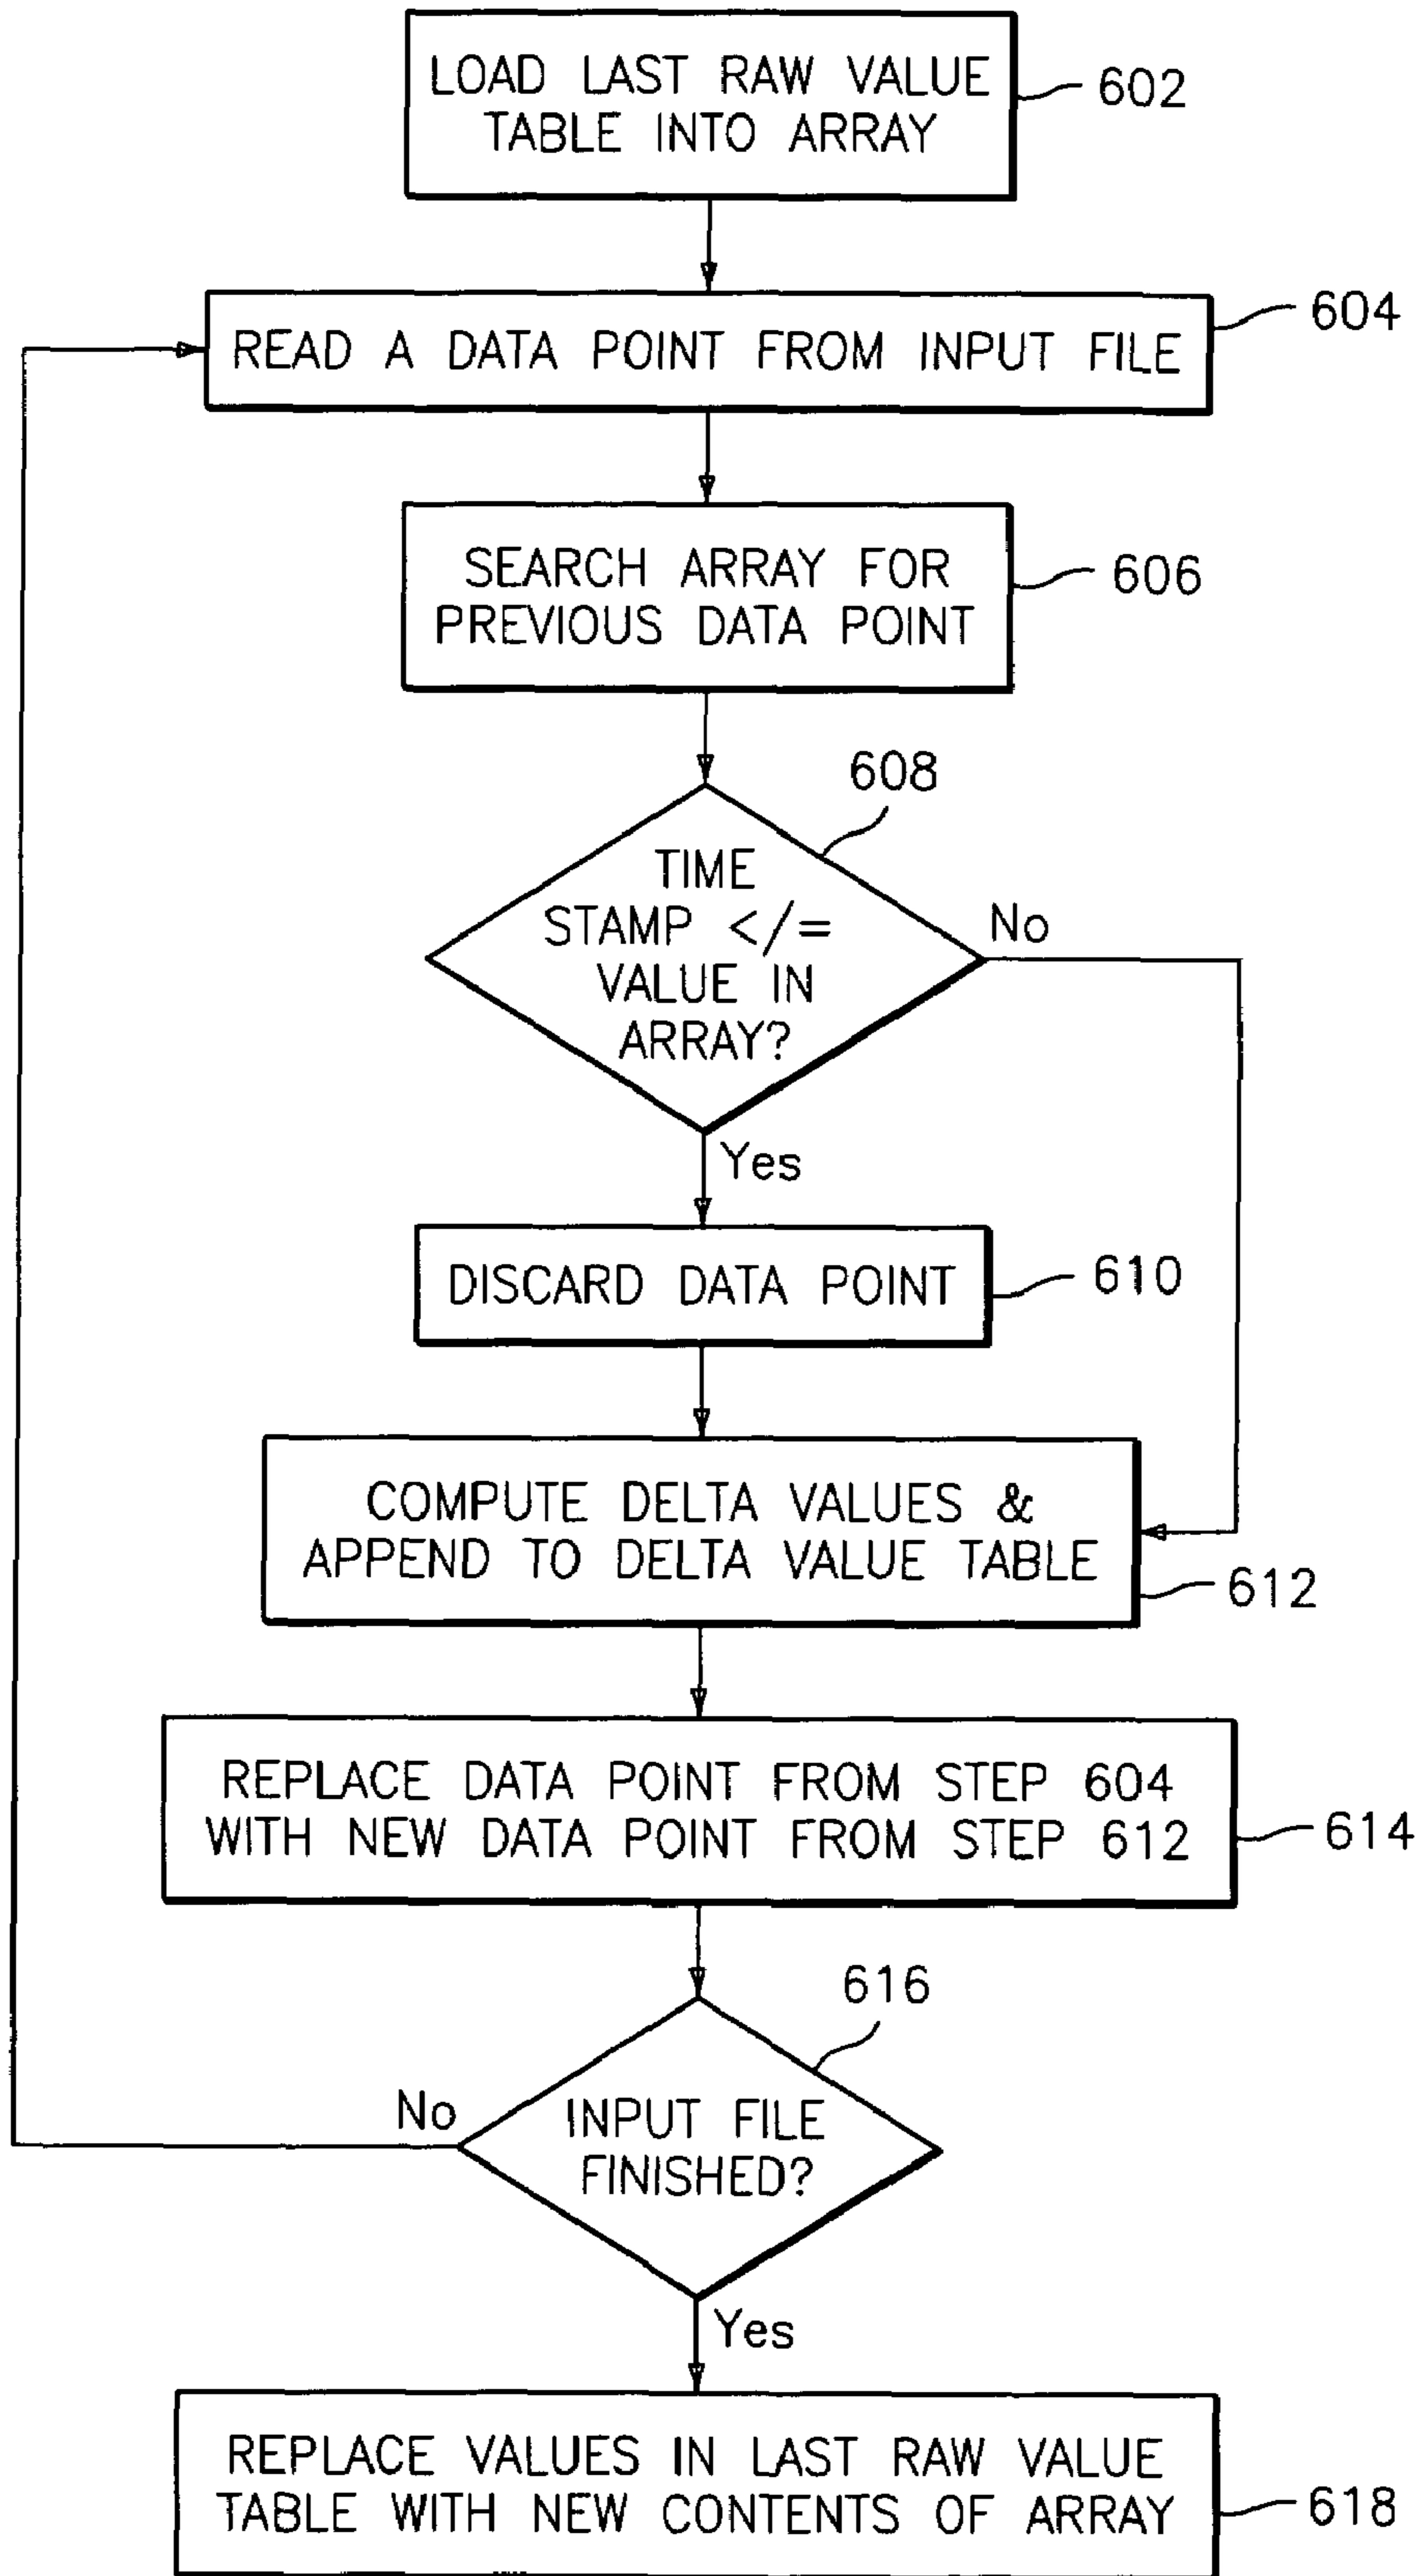 LOAD LAST RAW VALUE
TABLE INTO ARRAY
602
READ A DATA POINT FROM INPUT FILE
604
SEARCH ARRAY FOR
PREVIOUS DATA POINT
606
608
TIME
STAMP </=
VALUE IN
ARRAY?
No
Yes
DISCARD DATA POINT
610
COMPUTE DELTA VALUES &
APPEND TO DELTA VALUE TABLE
612
REPLACE DATA POINT FROM STEP 604
WITH NEW DATA POINT FROM STEP 612
614
616
No
INPUT FILE
FINISHED?
Yes
REPLACE VALUES IN LAST RAW VALUE
TABLE WITH NEW CONTENTS OF ARRAY
618